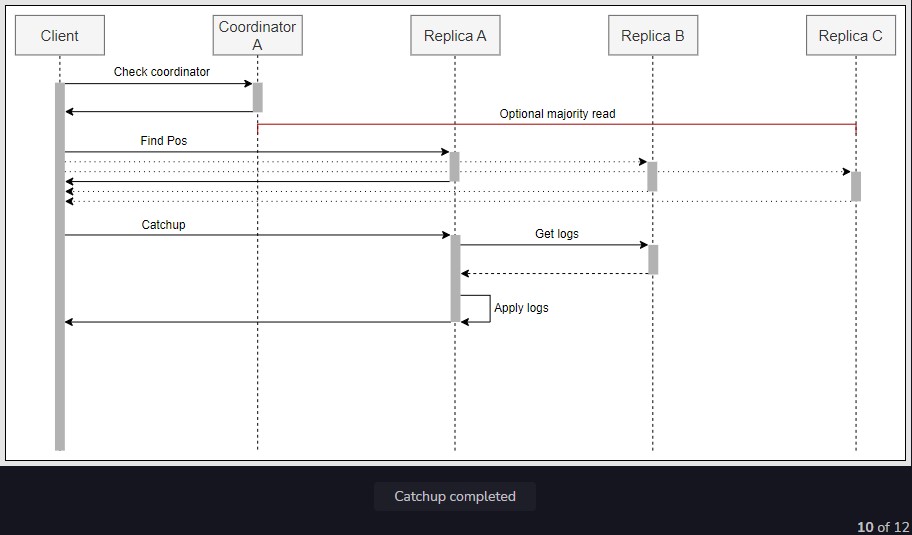 Client
Coordinator
A
Replica A
Replica B
Replica C
Check coordinator
Optional majority read
Find Pos
Catchup
Get logs
Apply logs
Catchup completed
10 of 12